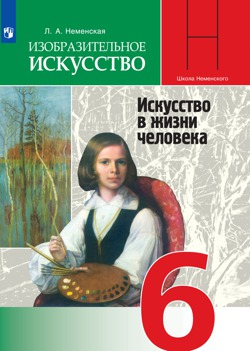 Л. А. Неменская
ИЗОБРАЗИТЕЛЬНОЕ
ИСКУССТВО
Школа Неменского
Искусство
в жизни
человека
6